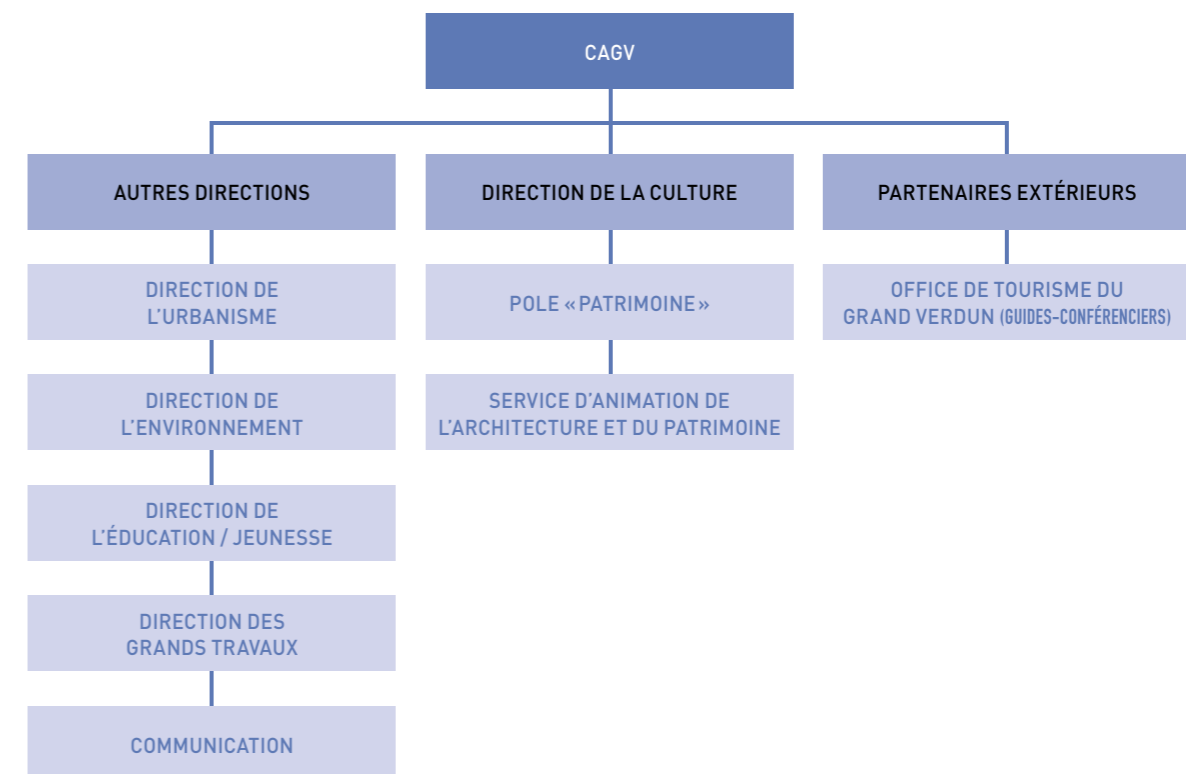 CAGV
AUTRES DIRECTIONS
DIRECTION DE LA CULTURE
PARTENAIRES EXTÉRIEURS
DIRECTION DE
L'URBANISME
POLE «PATRIMOINE»
OFFICE DE TOURISME DU
GRAND VERDUN (GUIDES-CONFÉRENCIERS)
DIRECTION DE
L'ENVIRONNEMENT
SERVICE D'ANIMATION DE
L'ARCHITECTURE ET DU PATRIMOINE
DIRECTION DE
L'ÉDUCATION / JEUNESSE
DIRECTION DES
GRANDS TRAVAUX
COMMUNICATION